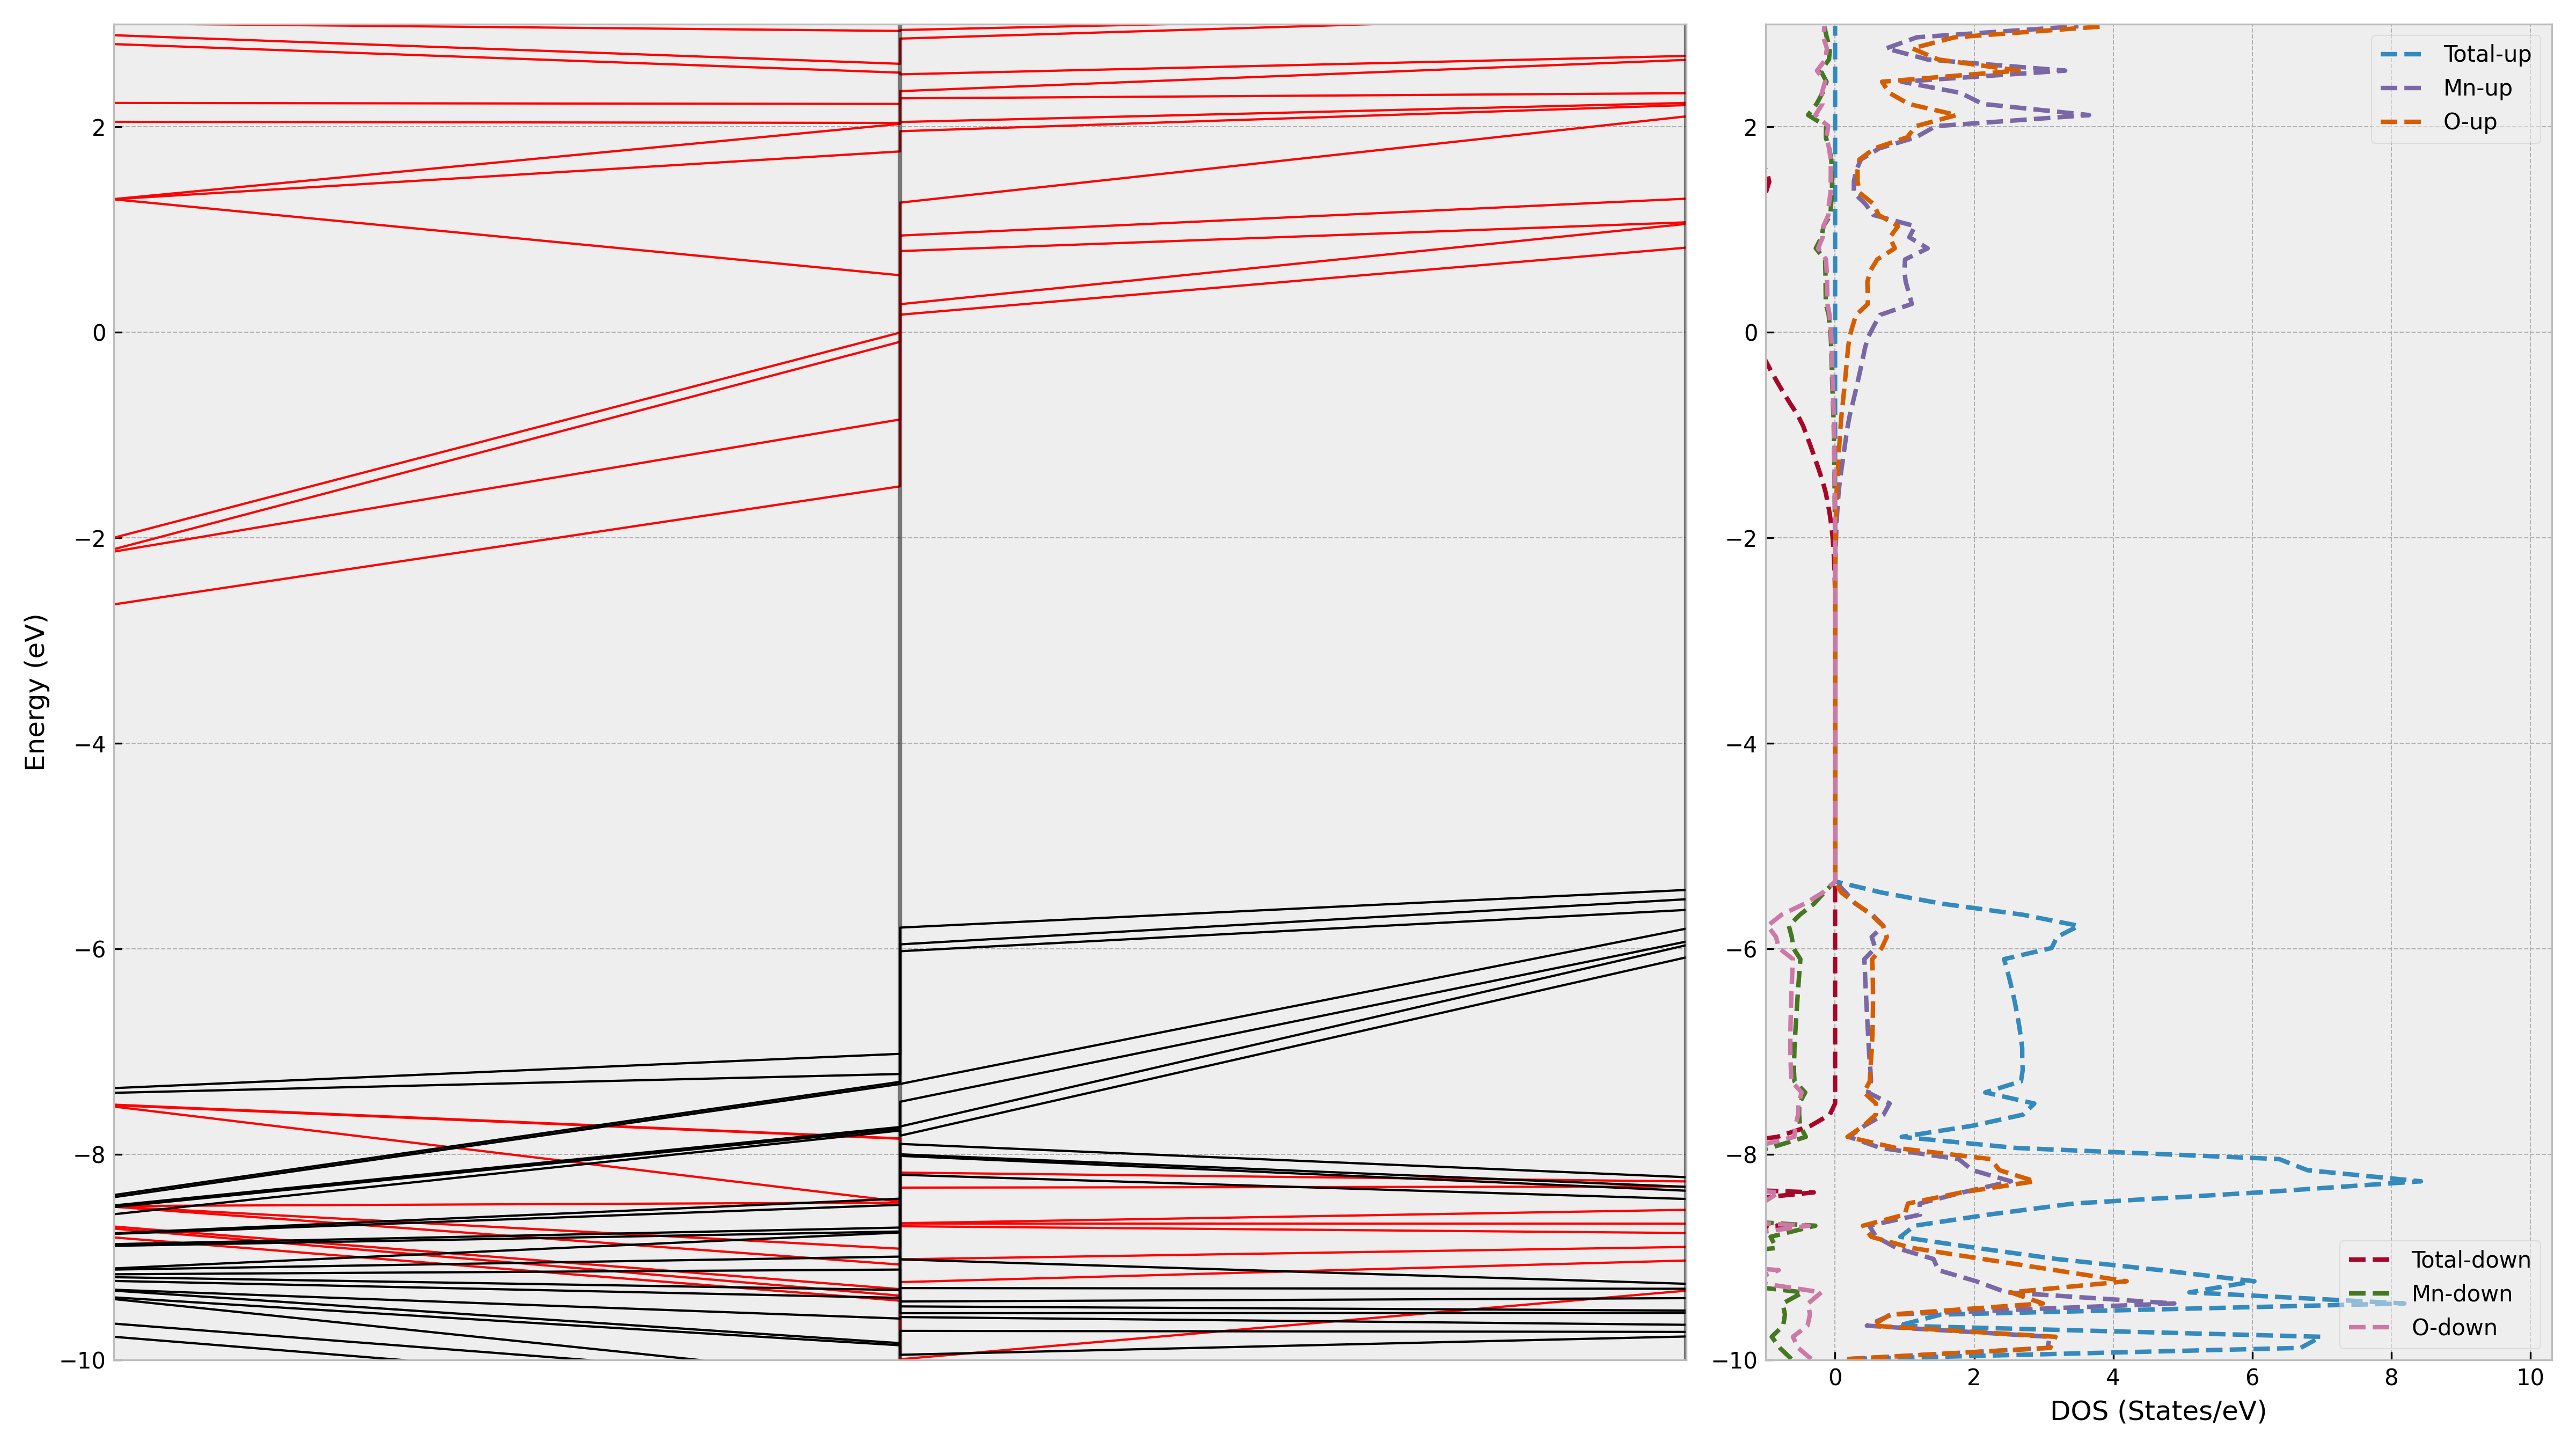 Energy (eV)
2
0
−2
−4
−6
−8
−10
2
0
−2
−4
−6
−8
−10
Total-up
Mn-up
O-up
Total-down
Mn-down
O-down
0 2 4 6 8 10
DOS (States/eV)